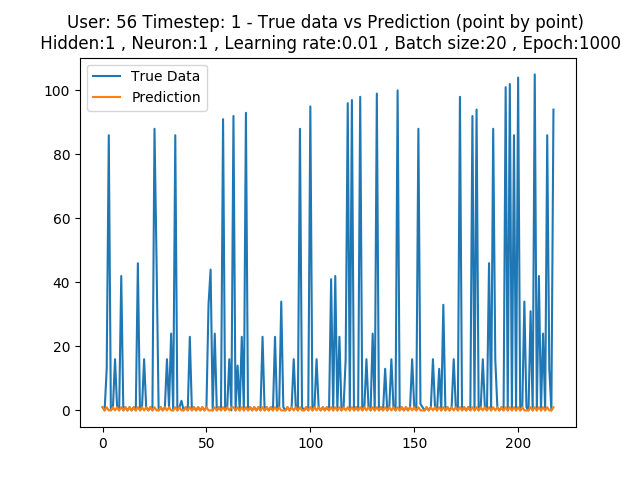 User: 56 Timestep: 1 - True data vs Prediction (point by point)
Hidden:1 , Neuron:1 , Learning rate:0.01 , Batch size:20 , Epoch:1000
True Data
Prediction
100
80
60
40
20
0
0 50 100 150 200